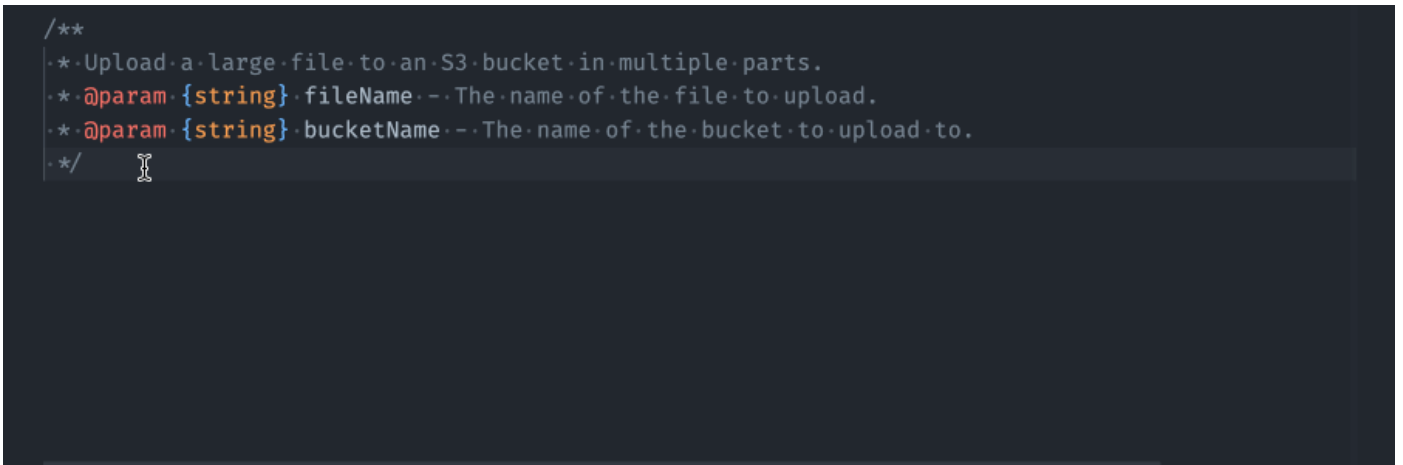 /**
 * Upload a large file to an S3 bucket in multiple parts.
 * @param {string} fileName - The name of the file to upload.
 * @param {string} bucketName - The name of the bucket to upload to.
 */